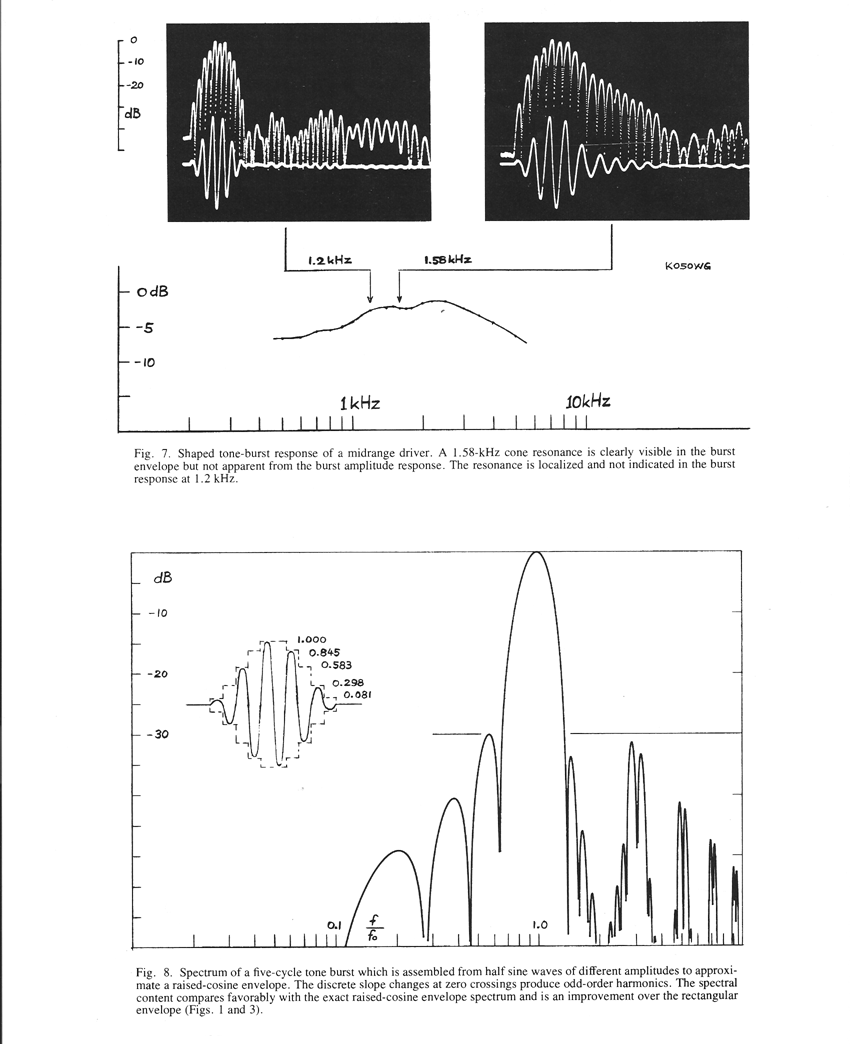 0
-10
-20
dB
1.2kHz
1.58kHz
K050WG
0dB
-5
-10
1kHz
10kHz
Fig. 7. Shaped tone-burst response of a midrange driver. A 1.58-kHz cone resonance is clearly visible in the burst
envelope but not apparent from the burst amplitude response. The resonance is localized and not indicated in the burst
response at 1.2 kHz.
dB
-10
-20
-30
1.000
0.845
0.583
0.298
0.081
0.1
f
fo
1.0
Fig. 8. Spectrum of a five-cycle tone burst which is assembled from half sine waves of different amplitudes to approxi-
mate a raised-cosine envelope. The discrete slope changes at zero crossings produce odd-order harmonics. The spectral
content compares favorably with the exact raised-cosine envelope spectrum and is an improvement over the rectangular
envelope (Figs. 1 and 3).